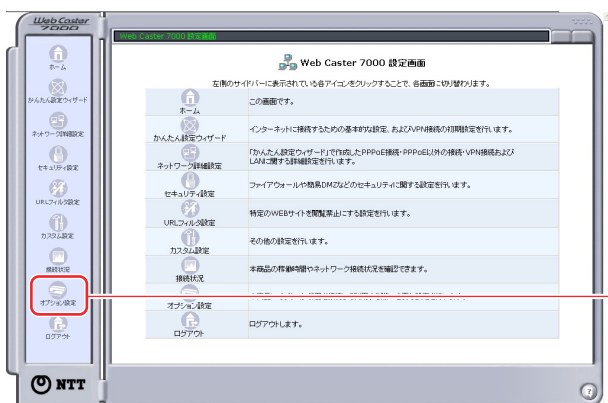 Web Caster
7000
Web Caster 7000 設定画面
ホーム
かんたん設定ウィザード
ネットワーク詳細設定
セキュリティ設定
URLフィルタ設定
カスタム設定
接続状況
オプション設定
ログアウト
NTT
Web Caster 7000 設定画面
左側のサイドバーに表示されている各アイコンをクリックすることで、各画面に切り替わります。
ホーム
この画面です。
かんたん設定ウィザード
インターネットに接続するための基本的な設定、およびVPN接続の初期設定を行います。
ネットワーク詳細設定
「かんたん設定ウィザード」で作成したPPPoE接続・PPPoE以外の接続・VPN接続および
LANに関する詳細設定を行います。
セキュリティ設定
ファイアウォールや簡易DMZなどのセキュリティに関する設定を行います。
URLフィルタ設定
特定のWEBサイトを閲覧禁止にする設定を行います。
カスタム設定
その他の設定を行います。
接続状況
本商品の稼働時間やネットワーク接続状況を確認できます。
オプション設定
ログアウト
ログアウトします。
?